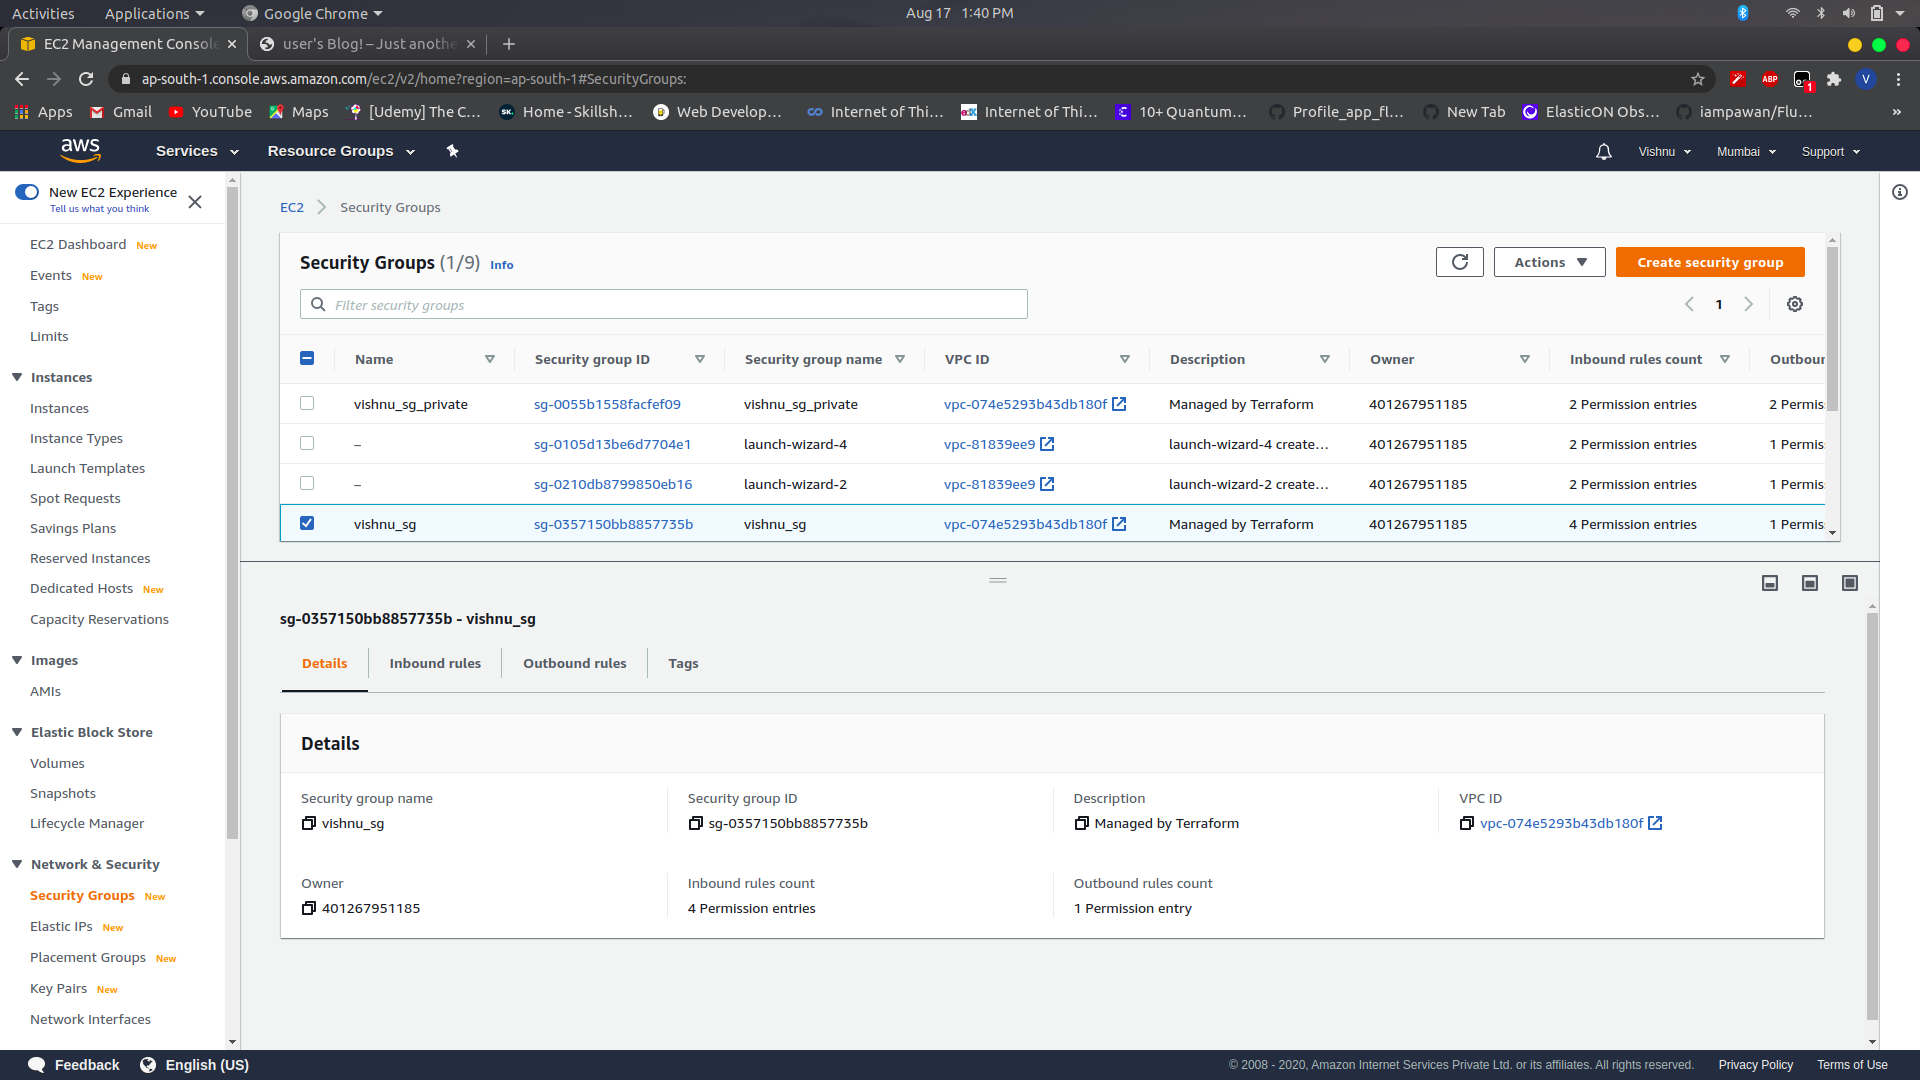 Activities Applications Google Chrome Aug 17 1:40 PM
EC2 Management Console user's Blog! – Just anothe
ap-south-1.console.aws.amazon.com/ec2/v2/home?region=ap-south-1#SecurityGroups: ABP 1 V
Apps Gmail YouTube Maps [Udemy] The C... SK. Home - Skillsh... Web Develop... Internet of Thi... edX Internet of Thi... 10+ Quantum... Profile_app_fl... New Tab ElasticON Obs... iampawan/Flu... »
aws Services Resource Groups Vishnu Mumbai Support
New EC2 Experience
Tell us what you think
EC2 Dashboard New
Events New
Tags
Limits
Instances
Instances
Instance Types
Launch Templates
Spot Requests
Savings Plans
Reserved Instances
Dedicated Hosts New
Capacity Reservations
Images
AMIs
Elastic Block Store
Volumes
Snapshots
Lifecycle Manager
Network & Security
Security Groups New
Elastic IPs New
Placement Groups New
Key Pairs New
Network Interfaces
EC2 Security Groups
Security Groups (1/9) Info
Actions Create security group
Filter security groups
1
Name Security group ID Security group name VPC ID Description Owner Inbound rules count Outboun
vishnu_sg_private sg-0055b1558facfef09 vishnu_sg_private vpc-074e5293b43db180f Managed by Terraform 401267951185 2 Permission entries 2 Permis
– sg-0105d13be6d7704e1 launch-wizard-4 vpc-81839ee9 launch-wizard-4 create... 401267951185 2 Permission entries 1 Permis
– sg-0210db8799850eb16 launch-wizard-2 vpc-81839ee9 launch-wizard-2 create... 401267951185 2 Permission entries 1 Permis
vishnu_sg sg-0357150bb8857735b vishnu_sg vpc-074e5293b43db180f Managed by Terraform 401267951185 4 Permission entries 1 Permis
sg-0357150bb8857735b - vishnu_sg
Details Inbound rules Outbound rules Tags
Details
Security group name Security group ID Description VPC ID
vishnu_sg sg-0357150bb8857735b Managed by Terraform vpc-074e5293b43db180f
Owner Inbound rules count Outbound rules count
401267951185 4 Permission entries 1 Permission entry
Feedback English (US) © 2008 - 2020, Amazon Internet Services Private Ltd. or its affiliates. All rights reserved. Privacy Policy Terms of Use